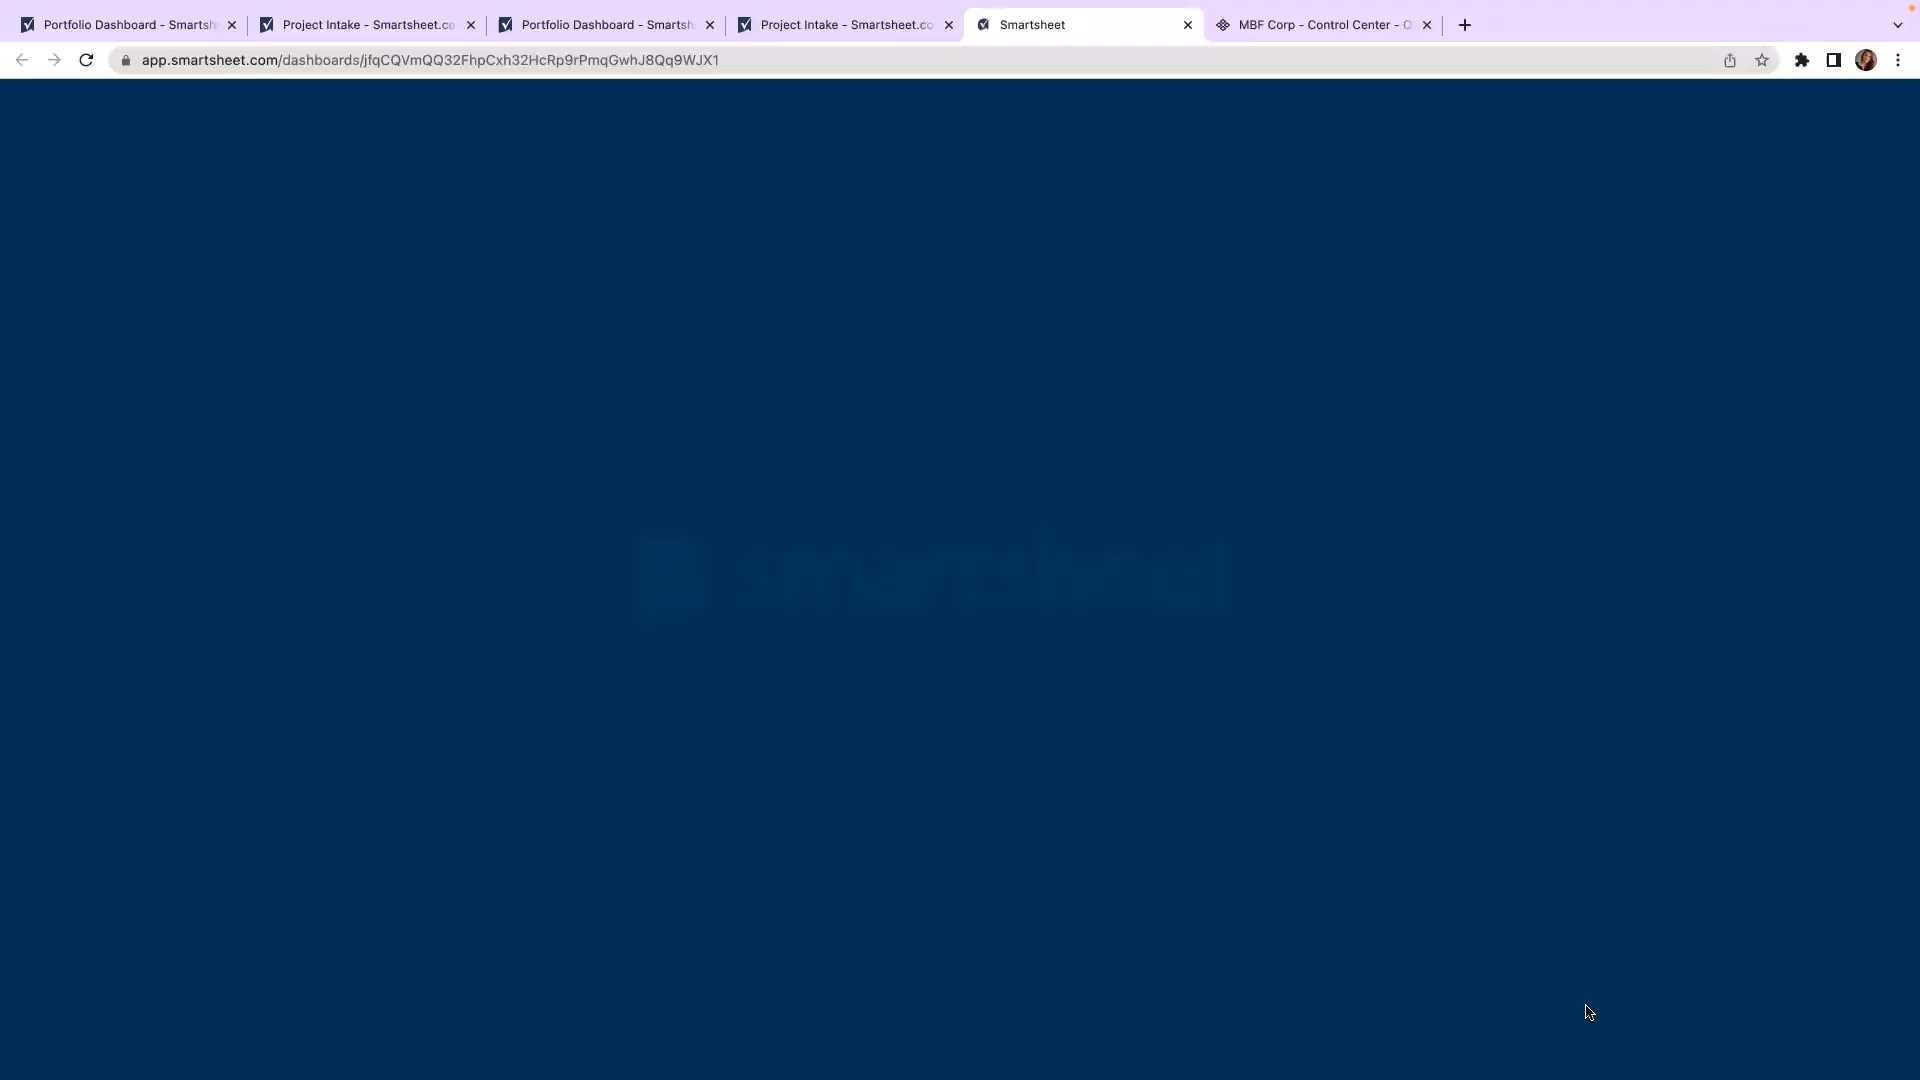 Portfolio Dashboard - Smartsh
Project Intake - Smartsheet.co
Portfolio Dashboard - Smartsh
Project Intake - Smartsheet.co
Smartsheet
MBF Corp - Control Center -
app.smartsheet.com/dashboards/jfqCQVmQQ32FhpCxh32HcRp9rPmqGwhJ8Qq9WJX1
smartsheet